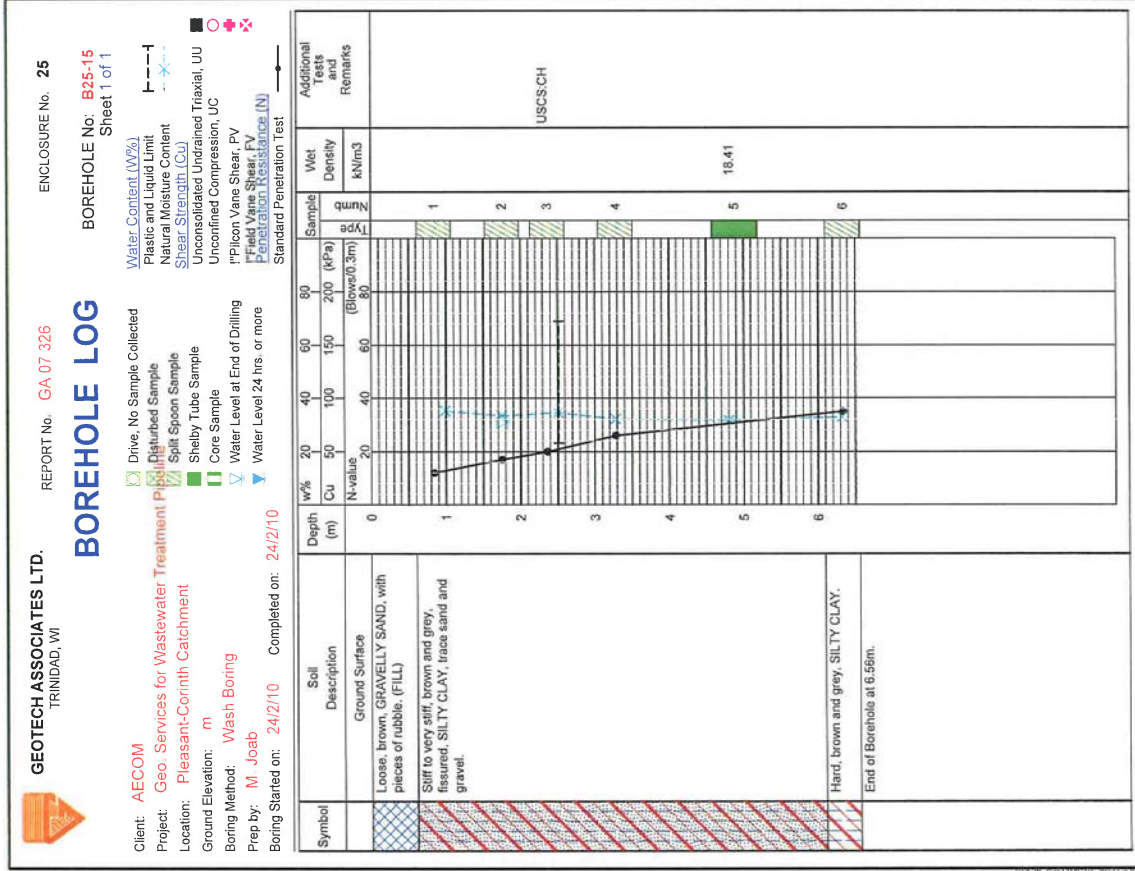 GEOTECH ASSOCIATES LTD.
TRINIDAD, WI
REPORT No. GA 07 326
ENCLOSURE No. 25
BOREHOLE LOG
BOREHOLE No: B25-15
Sheet 1 of 1
Client: AECOM
Project: Geo. Services for Wastewater Treatment Pipeline
Location: Pleasant-Corinth Catchment
Ground Elevation: m
Boring Method: Wash Boring
Prep by: M. Joab
Boring Started on: 24/2/10 Completed on: 24/2/10
Drive, No Sample Collected
Disturbed Sample
Split Spoon Sample
Shelby Tube Sample
Core Sample
Water Level at End of Drilling
Water Level 24 hrs. or more
Water Content (W%)
Plastic and Liquid Limit
Natural Moisture Content
Shear Strength (Cu)
Unconsolidated Undrained Triaxial, UU
Unconfined Compression, UC
!"Pilcon Vane Shear, PV
!"Field Vane Shear, FV
Penetration Resistance (N)
Standard Penetration Test
Symbol
Soil
Description
Depth
(m)
w% 20 40 60 80
Cu 50 100 150 200 (kPa)
N-value 20 40 60 80 (Blows/0.3m)
Sample
Type
Numb
Wet
Density
kN/m3
Additional
Tests
and
Remarks
Ground Surface
0
Loose, brown, GRAVELLY SAND, with
pieces of rubble. (FILL)
Stiff to very stiff, brown and grey,
fissured, SILTY CLAY, trace sand and
gravel.
1
2
3
4
5
6
1
2
3
USCS:CH
4
5
18.41
6
Hard, brown and grey, SILTY CLAY.
End of Borehole at 6.56m.